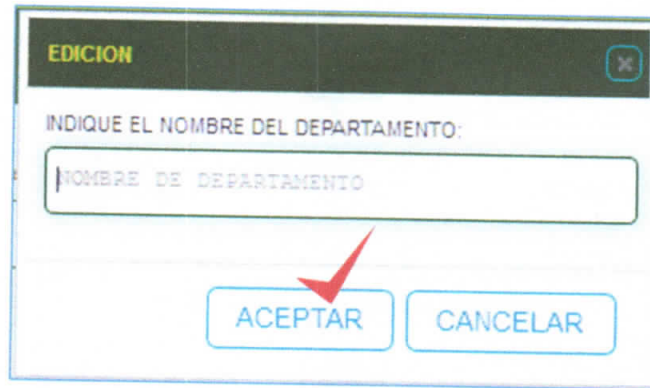 EDICION
INDIQUE EL NOMBRE DEL DEPARTAMENTO:
NOMBRE DE DEPARTAMENTO
ACEPTAR
CANCELAR